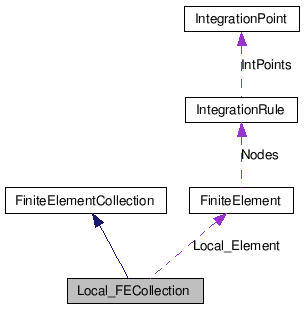 IntegrationPoint
IntPoints
IntegrationRule
Nodes
FiniteElementCollection
FiniteElement
Local_Element
Local_FECollection